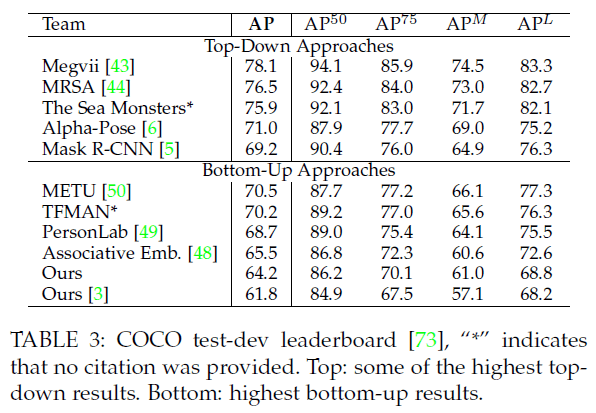 Team AP AP50 AP75 APM APL
Top-Down Approaches
Megvii [43] 78.1 94.1 85.9 74.5 83.3
MRSA [44] 76.5 92.4 84.0 73.0 82.7
The Sea Monsters* 75.9 92.1 83.0 71.7 82.1
Alpha-Pose [6] 71.0 87.9 77.7 69.0 75.2
Mask R-CNN [5] 69.2 90.4 76.0 64.9 76.3
Bottom-Up Approaches
METU [50] 70.5 87.7 77.2 66.1 77.3
TFMAN* 70.2 89.2 77.0 65.6 76.3
PersonLab [49] 68.7 89.0 75.4 64.1 75.5
Associative Emb. [48] 65.5 86.8 72.3 60.6 72.6
Ours 64.2 86.2 70.1 61.0 68.8
Ours [3] 61.8 84.9 67.5 57.1 68.2
TABLE 3: COCO test-dev leaderboard [73], “*” indicates
that no citation was provided. Top: some of the highest top-
down results. Bottom: highest bottom-up results.